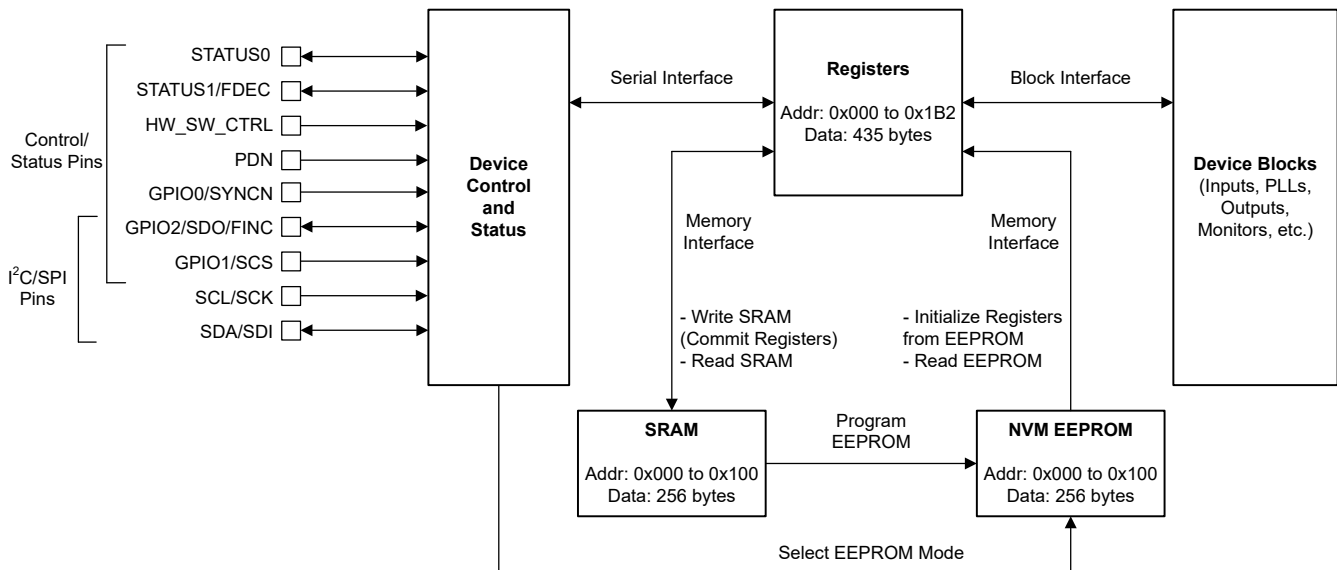 STATUS0
STATUS1/FDEC
HW_SW_CTRL
PDN
GPIO0/SYNCN
GPIO2/SDO/FINC
GPIO1/SCS
SCL/SCK
SDA/SDI
Control/
Status Pins
I²C/SPI
Pins
Device
Control
and
Status
Serial Interface
Registers
Addr: 0x000 to 0x1B2
Data: 435 bytes
Block Interface
Device Blocks
(Inputs, PLLs,
Outputs,
Monitors, etc.)
Memory
Interface
Memory
Interface
- Write SRAM
(Commit Registers)
- Read SRAM
- Initialize Registers
from EEPROM
- Read EEPROM
SRAM
Addr: 0x000 to 0x100
Data: 256 bytes
Program
EEPROM
NVM EEPROM
Addr: 0x000 to 0x100
Data: 256 bytes
Select EEPROM Mode